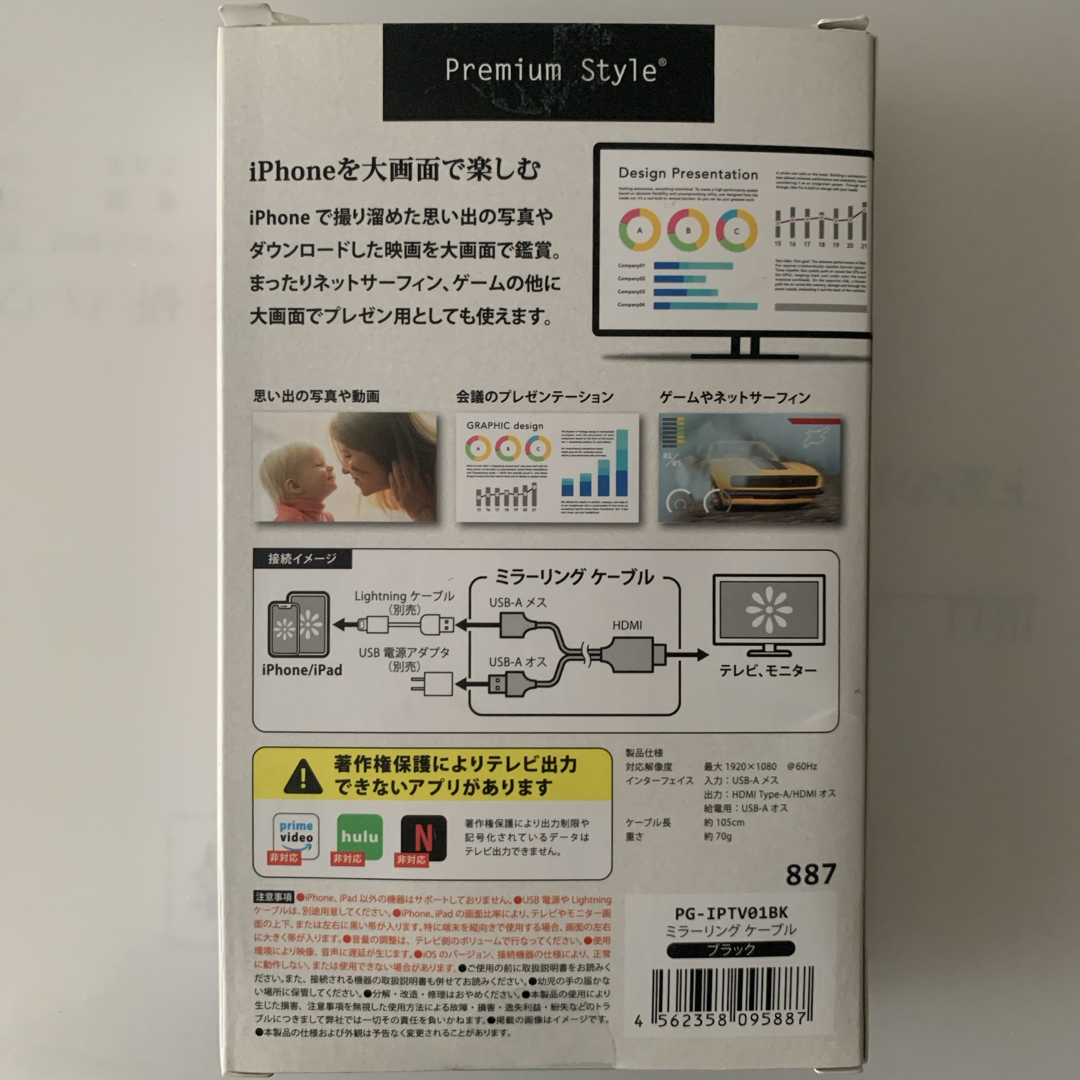 Premium Style®
iPhoneを大画面で楽しむ
iPhone で撮り溜めた思い出の写真や
ダウンロードした映画を大画面で鑑賞。
まったりネットサーフィン、ゲームの他に
大画面でプレゼン用としても使えます。
Design Presentation
A
B
C
15 16 17 18 19 20 21
Company01
Company02
Company03
Company04
思い出の写真や動画
会議のプレゼンテーション
ゲームやネットサーフィン
GRAPHIC design
A
B
C
15 16 17 18 19 20 21
接続イメージ
ミラーリング ケーブル
Lightning ケーブル
(別売)
USB-A メス
HDMI
USB 電源アダプタ
(別売)
USB-A オス
iPhone/iPad
テレビ、モニター
著作権保護によりテレビ出力
できないアプリがあります
prime
video
非対応
hulu
非対応
N
非対応
著作権保護により出力制限や
記号化されているデータは
テレビ出力できません。
製品仕様
対応解像度 最大 1920×1080 @60Hz
インターフェイス 入力：USB-A メス
出力：HDMI Type-A/HDMI オス
給電用：USB-A オス
ケーブル長 約 105cm
重さ 約 70g
887
注意事項 ●iPhone、iPad 以外の機器はサポートしておりません。●USB 電源や Lightning
ケーブルは、別途用意してください。●iPhone、iPad の画面比率により、テレビやモニター画
面の上下、または左右に黒い帯が入ります。特に端末を縦向きで使用する場合、画面の左右
に大きく帯が入ります。●音量の調整は、テレビ側のボリュームで行なってください。●使用
環境により映像、音声に遅延が生じます。●iOS のバージョン、接続機器の仕様により、正常
に動作しない、または使用できない場合があります。●ご使用の前に取扱説明書をお読みく
ださい。また、接続される機器の取扱説明書も併せてお読みください。●幼児の手の届かな
い場所に保管してください。●分解・改造・修理はおやめください。●本製品の使用により
生じた損害、注意事項を無視した使用方法による故障・損害・逸失利益・紛失などのトラ
ブルにつきまして弊社では一切その責任を負いかねます。●掲載の画像はイメージです。
●本製品の仕様および外観は予告なく変更されることがあります。
PG-IPTV01BK
ミラーリング ケーブル
ブラック
4 562358 095887